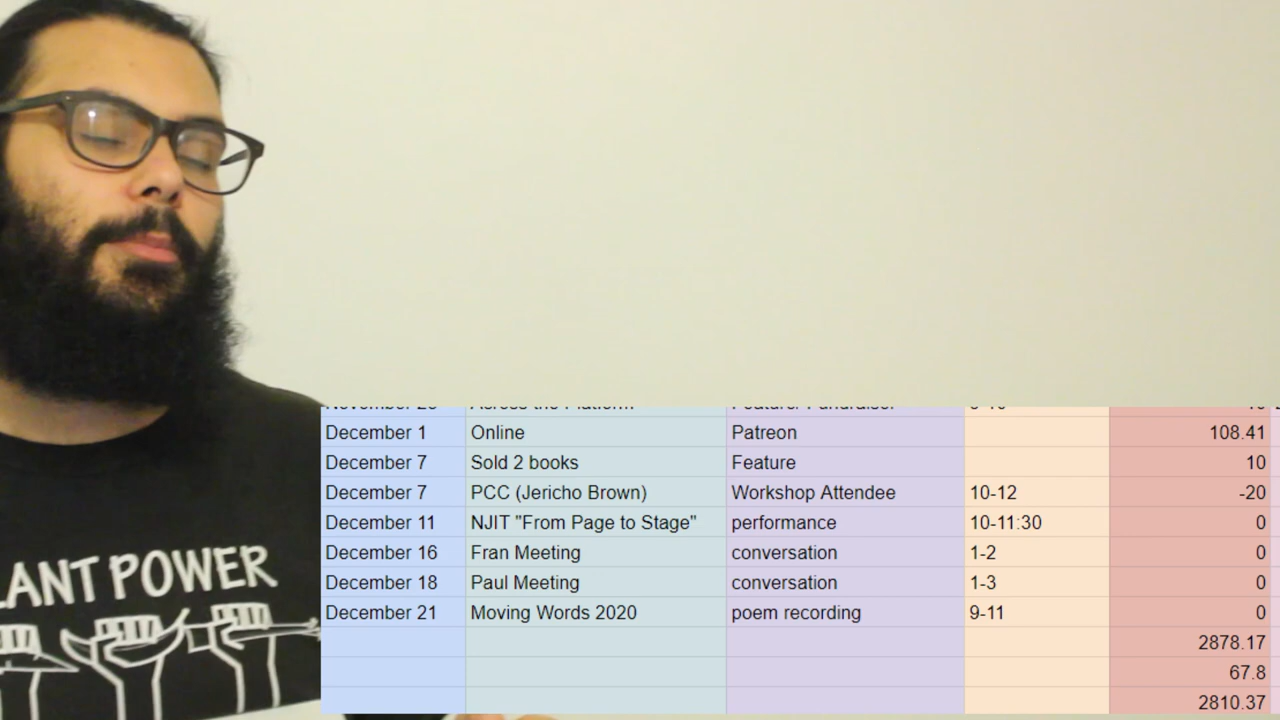 LANT POWER
December 1 Online Patreon 108.41
December 7 Sold 2 books Feature 10
December 7 PCC (Jericho Brown) Workshop Attendee 10-12 -20
December 11 NJIT "From Page to Stage" performance 10-11:30 0
December 16 Fran Meeting conversation 1-2 0
December 18 Paul Meeting conversation 1-3 0
December 21 Moving Words 2020 poem recording 9-11 0
2878.17
67.8
2810.37